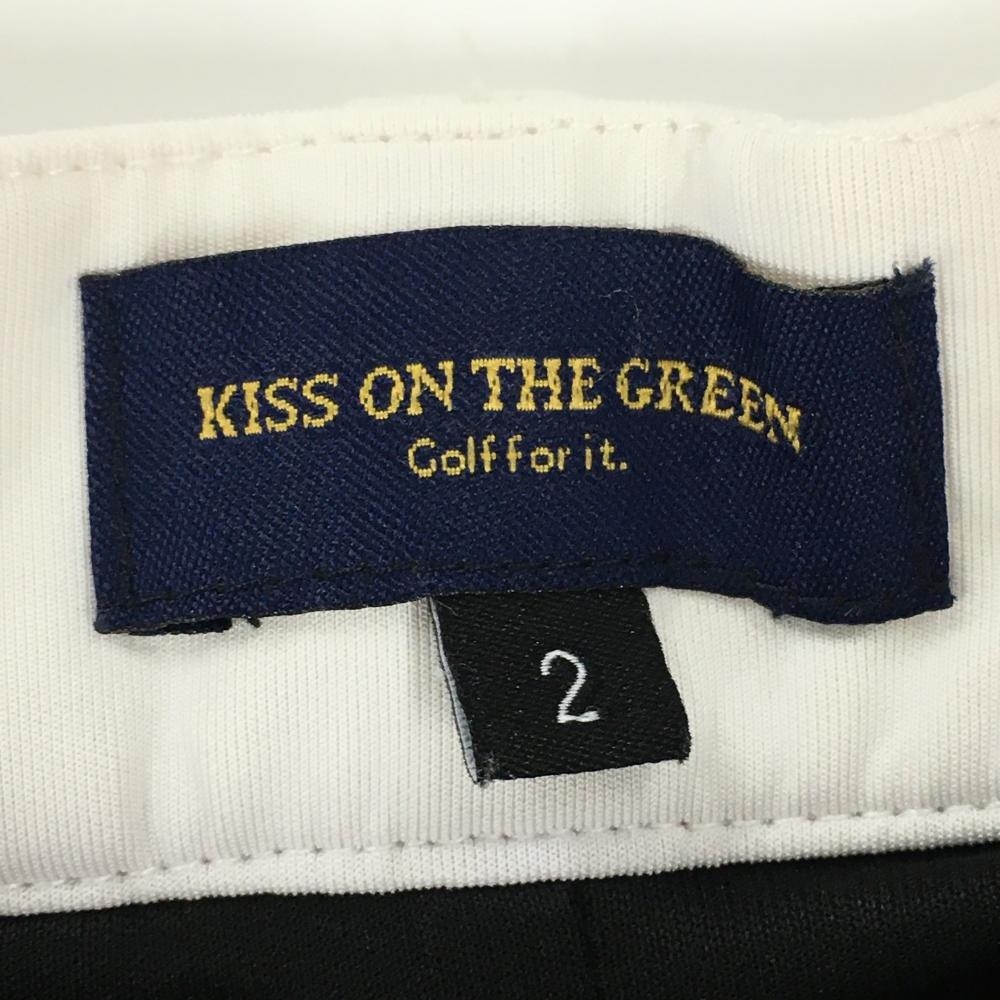 KISS ON THE GREEN
Golf for it.
2